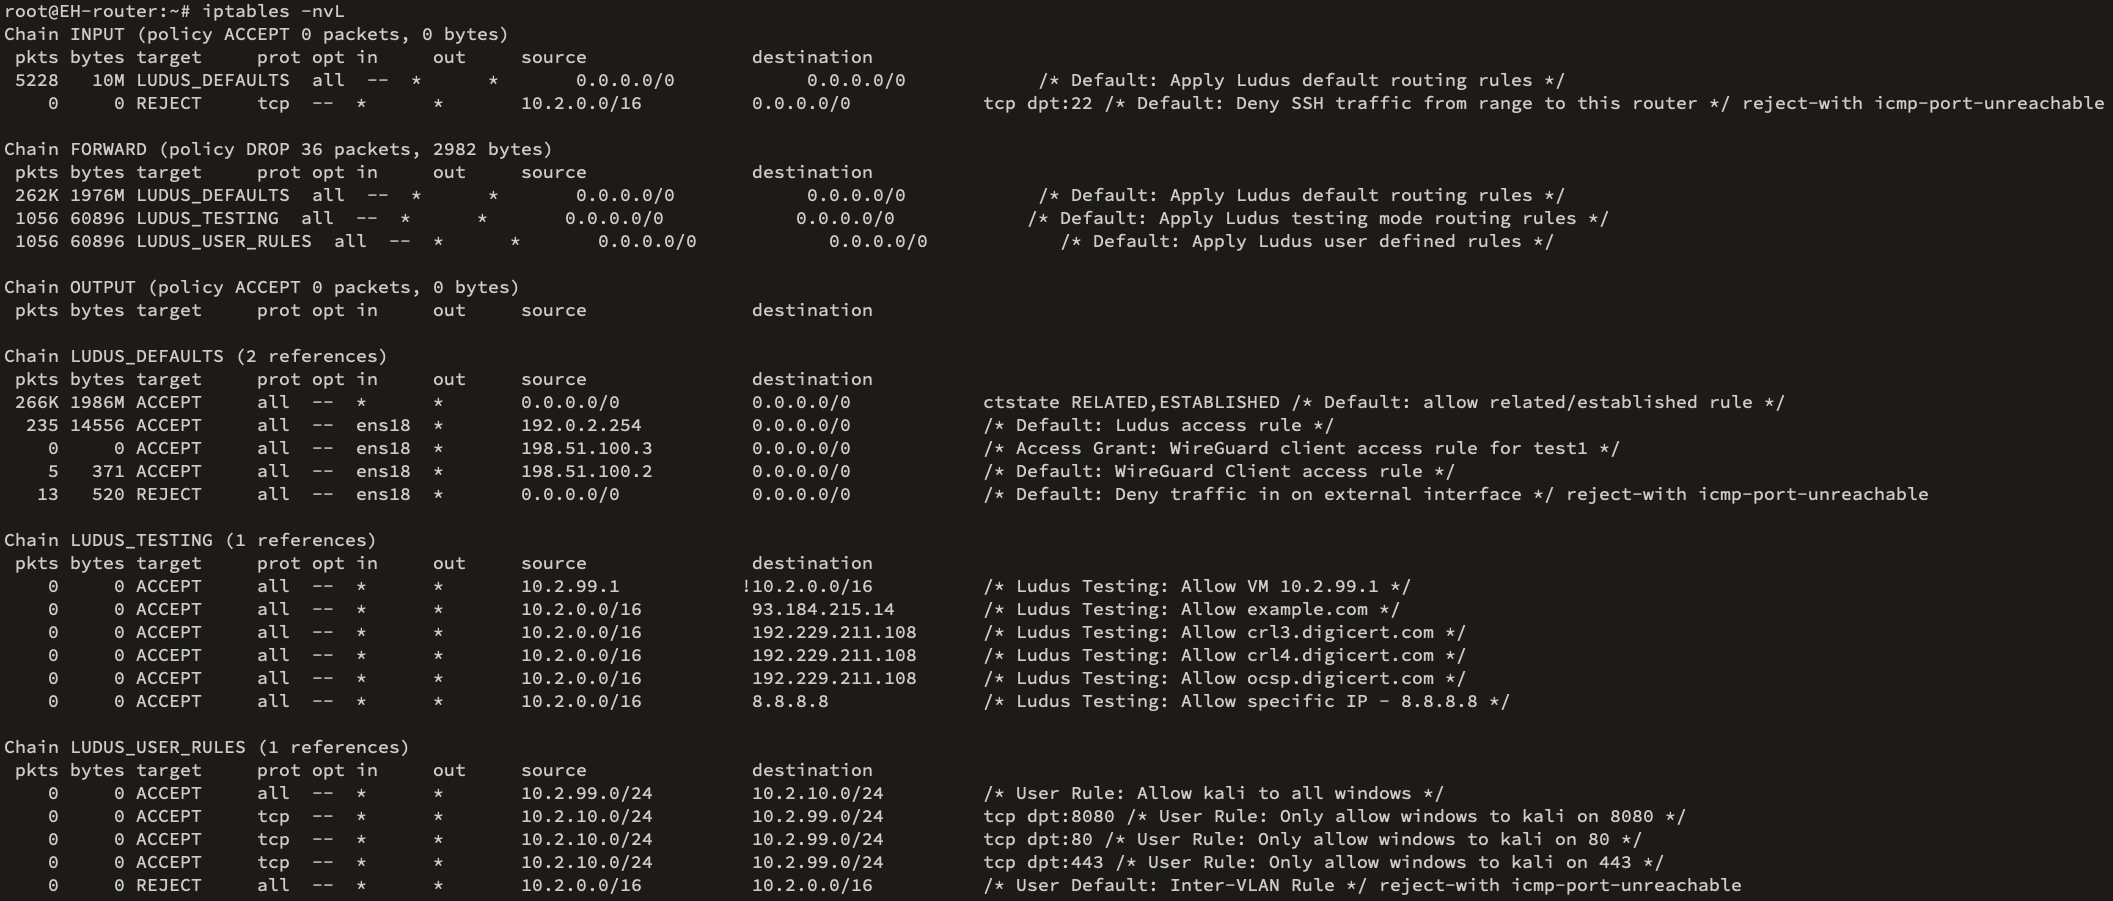 root@EH-router:~# iptables -nvL
Chain INPUT (policy ACCEPT 0 packets, 0 bytes)
 pkts bytes target     prot opt in     out     source               destination
 5228   10M LUDUS_DEFAULTS  all  --  *      *       0.0.0.0/0            0.0.0.0/0            /* Default: Apply Ludus default routing rules */
    0     0 REJECT     tcp  --  *      *       10.2.0.0/16          0.0.0.0/0            tcp dpt:22 /* Default: Deny SSH traffic from range to this router */ reject-with icmp-port-unreachable

Chain FORWARD (policy DROP 36 packets, 2982 bytes)
 pkts bytes target     prot opt in     out     source               destination
 262K 1976M LUDUS_DEFAULTS  all  --  *      *       0.0.0.0/0            0.0.0.0/0            /* Default: Apply Ludus default routing rules */
 1056 60896 LUDUS_TESTING  all  --  *      *       0.0.0.0/0            0.0.0.0/0            /* Default: Apply Ludus testing mode routing rules */
 1056 60896 LUDUS_USER_RULES  all  --  *      *       0.0.0.0/0            0.0.0.0/0            /* Default: Apply Ludus user defined rules */

Chain OUTPUT (policy ACCEPT 0 packets, 0 bytes)
 pkts bytes target     prot opt in     out     source               destination

Chain LUDUS_DEFAULTS (2 references)
 pkts bytes target     prot opt in     out     source               destination
 266K 1986M ACCEPT     all  --  *      *       0.0.0.0/0            0.0.0.0/0            ctstate RELATED,ESTABLISHED /* Default: allow related/established rule */
  235 14556 ACCEPT     all  --  ens18  *       192.0.2.254          0.0.0.0/0            /* Default: Ludus access rule */
    0     0 ACCEPT     all  --  ens18  *       198.51.100.3         0.0.0.0/0            /* Access Grant: WireGuard client access rule for test1 */
    5   371 ACCEPT     all  --  ens18  *       198.51.100.2         0.0.0.0/0            /* Default: WireGuard Client access rule */
   13   520 REJECT     all  --  ens18  *       0.0.0.0/0            0.0.0.0/0            /* Default: Deny traffic in on external interface */ reject-with icmp-port-unreachable

Chain LUDUS_TESTING (1 references)
 pkts bytes target     prot opt in     out     source               destination
    0     0 ACCEPT     all  --  *      *       10.2.99.1           !10.2.0.0/16          /* Ludus Testing: Allow VM 10.2.99.1 */
    0     0 ACCEPT     all  --  *      *       10.2.0.0/16          93.184.215.14        /* Ludus Testing: Allow example.com */
    0     0 ACCEPT     all  --  *      *       10.2.0.0/16          192.229.211.108      /* Ludus Testing: Allow crl3.digicert.com */
    0     0 ACCEPT     all  --  *      *       10.2.0.0/16          192.229.211.108      /* Ludus Testing: Allow crl4.digicert.com */
    0     0 ACCEPT     all  --  *      *       10.2.0.0/16          192.229.211.108      /* Ludus Testing: Allow ocsp.digicert.com */
    0     0 ACCEPT     all  --  *      *       10.2.0.0/16          8.8.8.8              /* Ludus Testing: Allow specific IP - 8.8.8.8 */

Chain LUDUS_USER_RULES (1 references)
 pkts bytes target     prot opt in     out     source               destination
    0     0 ACCEPT     all  --  *      *       10.2.99.0/24         10.2.10.0/24         /* User Rule: Allow kali to all windows */
    0     0 ACCEPT     tcp  --  *      *       10.2.10.0/24         10.2.99.0/24         tcp dpt:8080 /* User Rule: Only allow windows to kali on 8080 */
    0     0 ACCEPT     tcp  --  *      *       10.2.10.0/24         10.2.99.0/24         tcp dpt:80 /* User Rule: Only allow windows to kali on 80 */
    0     0 ACCEPT     tcp  --  *      *       10.2.10.0/24         10.2.99.0/24         tcp dpt:443 /* User Rule: Only allow windows to kali on 443 */
    0     0 REJECT     all  --  *      *       10.2.0.0/16          10.2.0.0/16          /* User Default: Inter-VLAN Rule */ reject-with icmp-port-unreachable